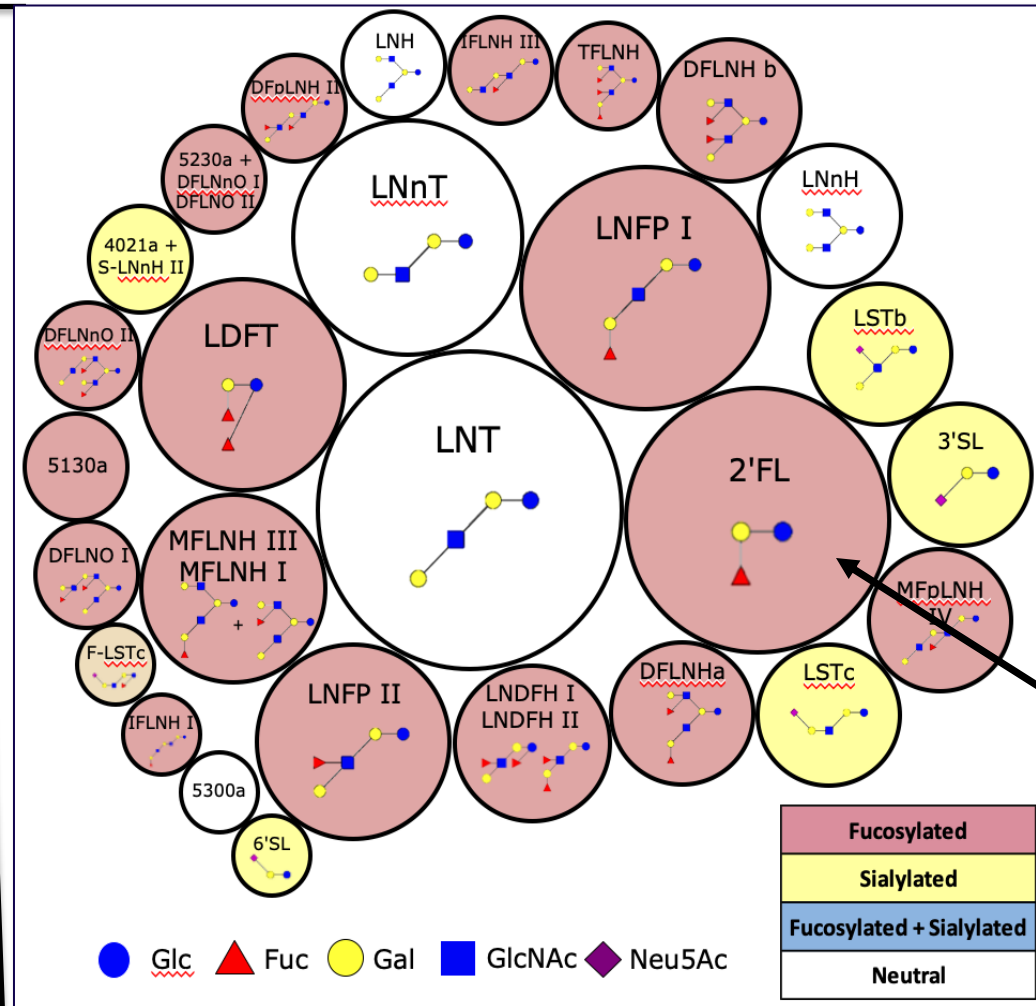 LNH
IFLNH III
TFLNH
DFLNH b
DFpLNH II
5230a +
DFLNnO I
DFLNO II
LNnT
LNFP I
LNnH
4021a +
S-LNnH II
LDFT
LSTb
DFLNnO II
LNT
2'FL
3'SL
5130a
MFLNH III
MFLNH I
+
DFLNO I
MFpLNH
IV
F-LSTc
LNFP II
LNDFH I
LNDFH II
DFLNHa
LSTc
IFLNH I
5300a
6'SL
Fucosylated
Sialylated
Fucosylated + Sialylated
Neutral
Glc Fuc Gal GlcNAc Neu5Ac